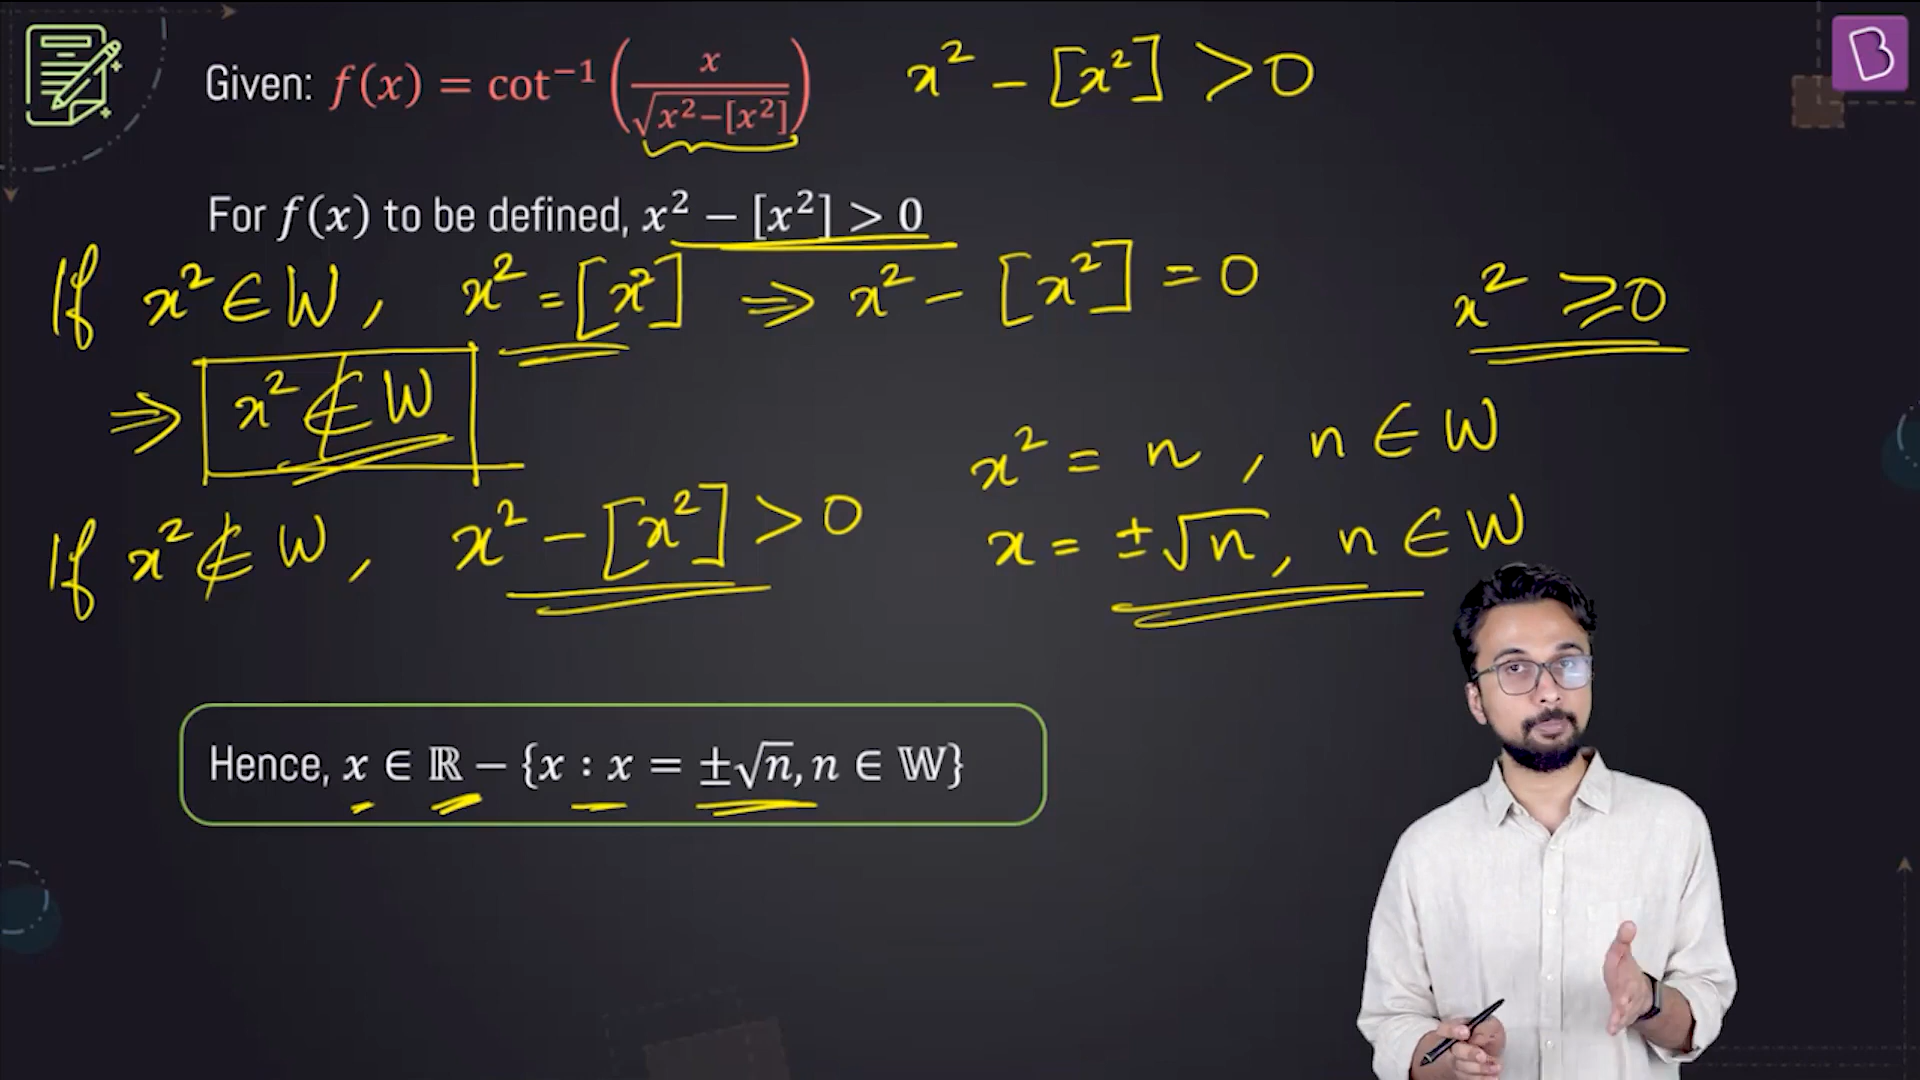 Given: f(x) = cot⁻¹(x/√(x²−[x²])) x² − [x²] > 0
For f(x) to be defined, x² − [x²] > 0
If x² ∈ W, x² = [x²] ⇒ x² − [x²] = 0 x² ⩾ 0
⇒ x² ∉ W
x² = n, n ∈ W
If x² ∉ W, x² − [x²] > 0 x = ±√n, n ∈ W
Hence, x ∈ ℝ − {x : x = ±√n, n ∈ 𝕎}